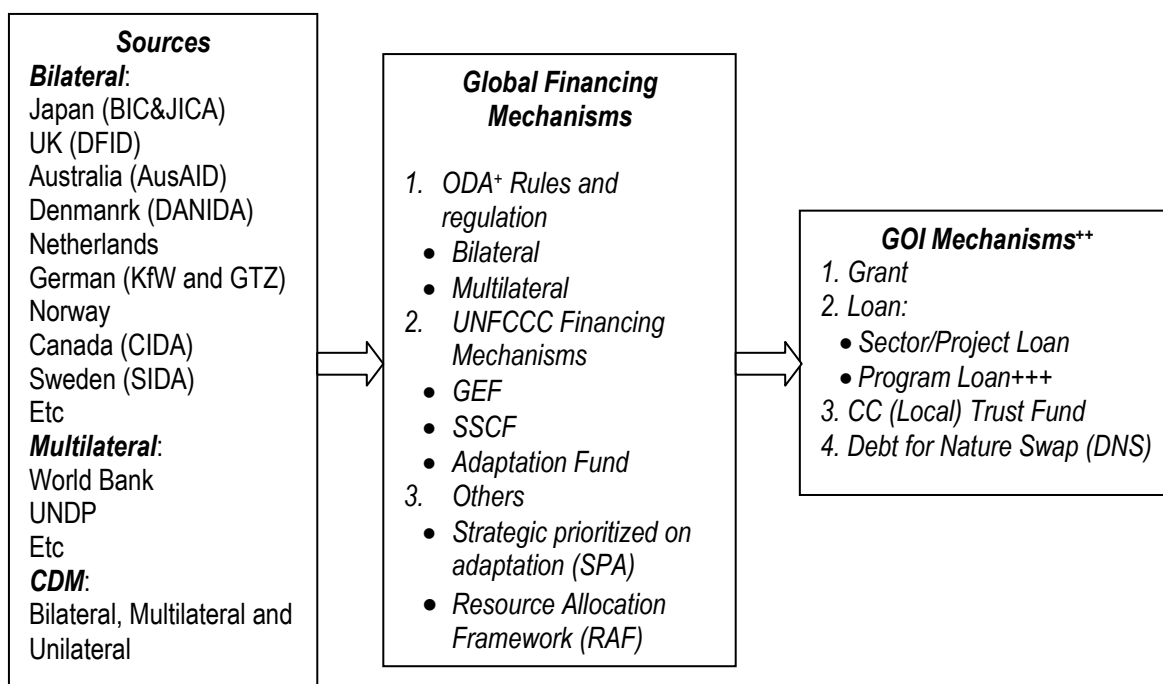 Sources
Bilateral:
Japan (BIC&JICA)
UK (DFID)
Australia (AusAID)
Denmanrk (DANIDA)
Netherlands
German (KfW and GTZ)
Norway
Canada (CIDA)
Sweden (SIDA)
Etc
Multilateral:
World Bank
UNDP
Etc
CDM:
Bilateral, Multilateral and
Unilateral
Global Financing
Mechanisms
1. ODA+ Rules and
regulation
• Bilateral
• Multilateral
2. UNFCCC Financing
Mechanisms
• GEF
• SSCF
• Adaptation Fund
3. Others
• Strategic prioritized on
adaptation (SPA)
• Resource Allocation
Framework (RAF)
GOI Mechanisms++
1. Grant
2. Loan:
• Sector/Project Loan
• Program Loan+++
3. CC (Local) Trust Fund
4. Debt for Nature Swap (DNS)